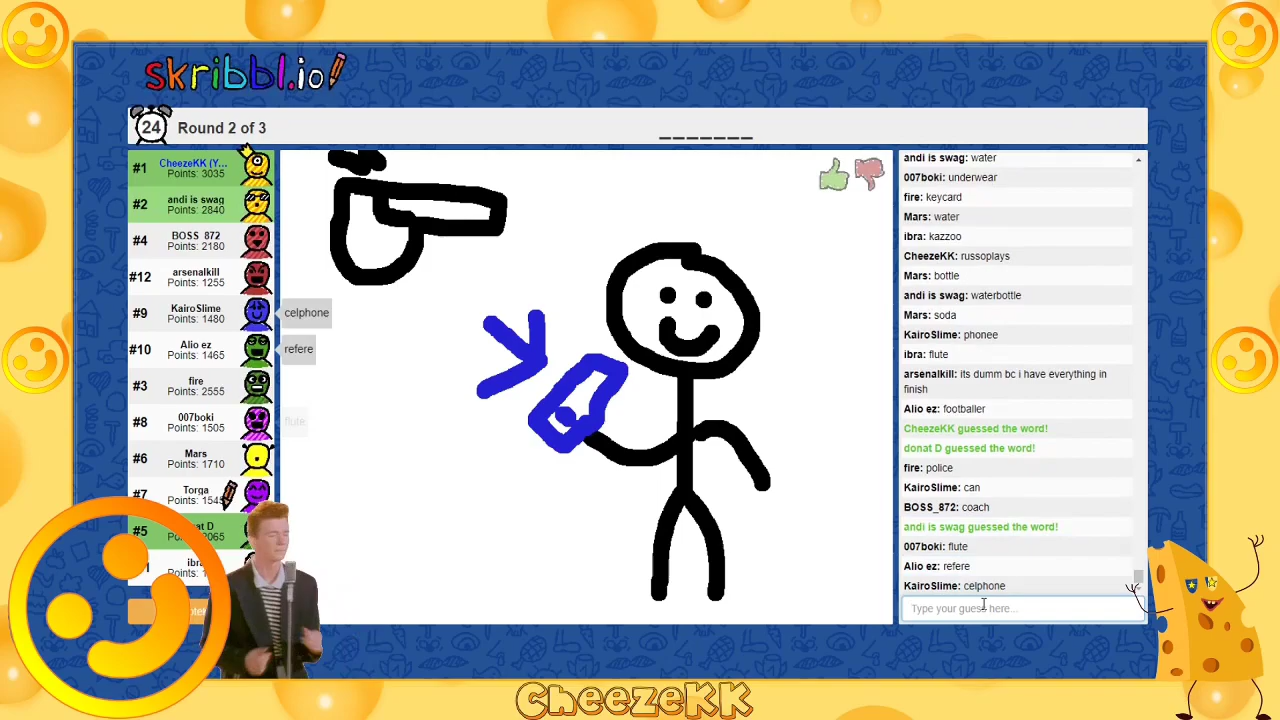 skribbl.io
24
Round 2 of 3
_______
#1
CheezeKK (Y...
Points: 3035
#2
andi is swag
Points: 2840
#4
BOSS_872
Points: 2180
#12
arsenalkill
Points: 1255
#9
KairoSlime
Points: 1480
celphone
#10
Alio ez
Points: 1465
refere
#3
fire
Points: 2555
#8
007boki
Points: 1505
flute
#6
Mars
Points: 1710
#7
Torga
Points: 1545
#5
D
ibra
andi is swag: water
007boki: underwear
fire: keycard
Mars: water
ibra: kazzoo
CheezeKK: russoplays
Mars: bottle
andi is swag: waterbottle
Mars: soda
KairoSlime: phonee
ibra: flute
arsenalkill: its dumm bc i have everything in
finish
Alio ez: footballer
CheezeKK guessed the word!
donat D guessed the word!
fire: police
KairoSlime: can
BOSS_872: coach
andi is swag guessed the word!
007boki: flute
Alio ez: refere
KairoSlime: celphone
Type your guess here...
CheezeKK